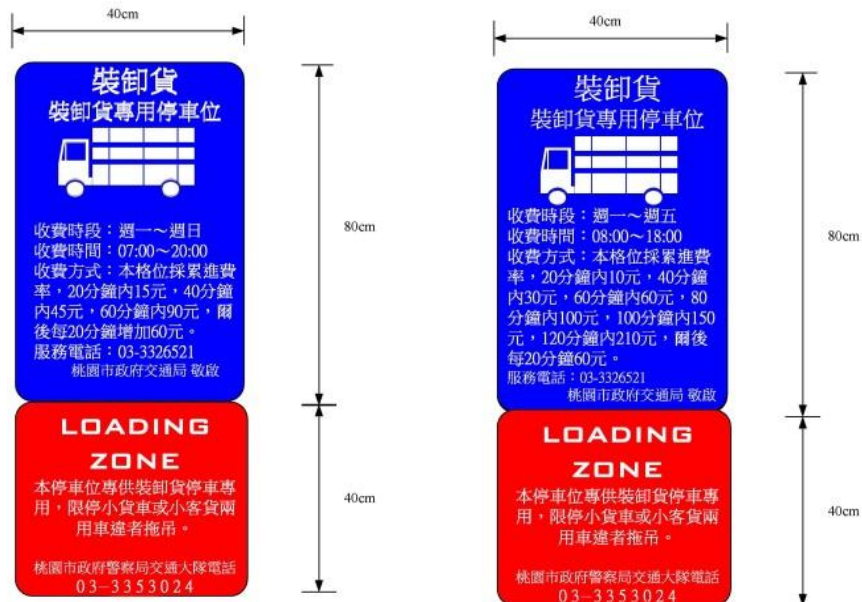 40cm
裝卸貨
裝卸貨專用停車位
收費時段：週一～週日
收費時間：07:00～20:00
收費方式：本格位採累進費
率，20分鐘內15元，40分鐘
內45元，60分鐘內90元，爾
後每20分鐘增加60元。
服務電話：03-3326521
桃園市政府交通局 敬啟
80cm
LOADING
ZONE
本停車位專供裝卸貨停車專
用，限停小貨車或小客貨兩
用車違者拖吊。
桃園市政府警察局交通大隊電話
03–3353024
40cm
40cm
裝卸貨
裝卸貨專用停車位
收費時段：週一～週五
收費時間：08:00～18:00
收費方式：本格位採累進費
率，20分鐘內10元，40分鐘
內30元，60分鐘內60元，80
分鐘內100元，100分鐘內150
元，120分鐘內210元，爾後
每20分鐘60元。
服務電話：03-3326521
桃園市政府交通局 敬啟
80cm
LOADING
ZONE
本停車位專供裝卸貨停車專
用，限停小貨車或小客貨兩
用車違者拖吊。
桃園市政府警察局交通大隊電話
03–3353024
40cm